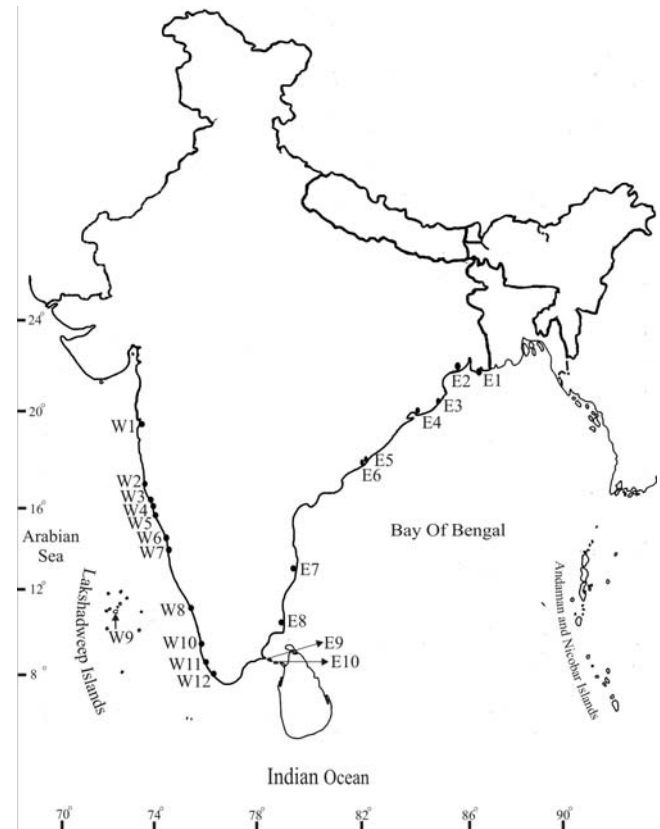 24°
20°
16°
12°
8°
E2
E1
E3
E4
E5
E6
E7
E8
E9
E10
W1
W2
W3
W4
W5
W6
W7
W8
W9
W10
W11
W12
Arabian
Sea
Bay Of Bengal
Lakshadweep Islands
Andaman and Nicobar Islands
Indian Ocean
70°
74°
78°
82°
90°